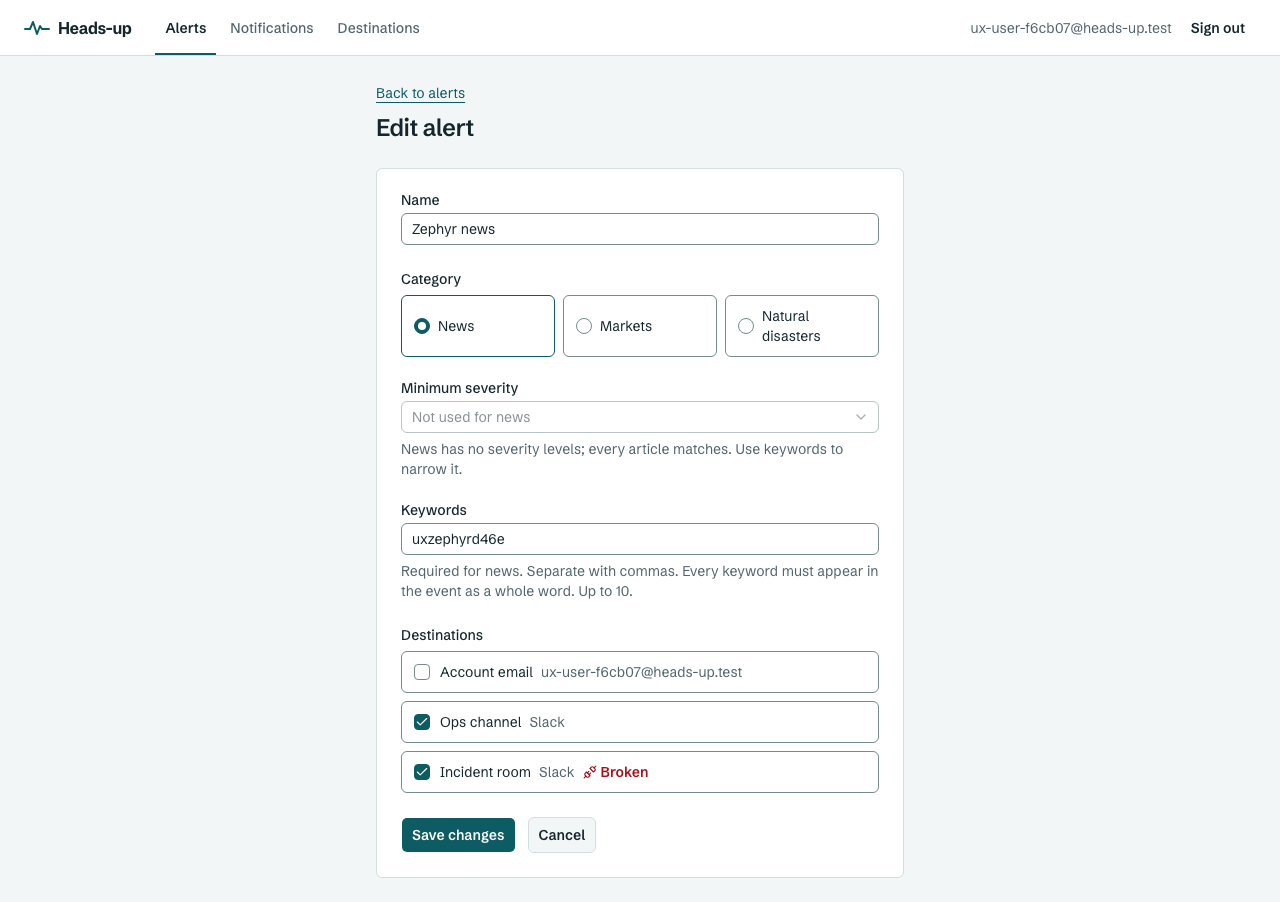 Heads-up Alerts Notifications Destinations ux-user-f6cb07@heads-up.test Sign out
Back to alerts
Edit alert
Name
Zephyr news
Category
News Markets Natural disasters
Minimum severity
Not used for news
News has no severity levels; every article matches. Use keywords to
narrow it.
Keywords
uxzephyrd46e
Required for news. Separate with commas. Every keyword must appear in
the event as a whole word. Up to 10.
Destinations
Account email ux-user-f6cb07@heads-up.test
Ops channel Slack
Incident room Slack Broken
Save changes Cancel